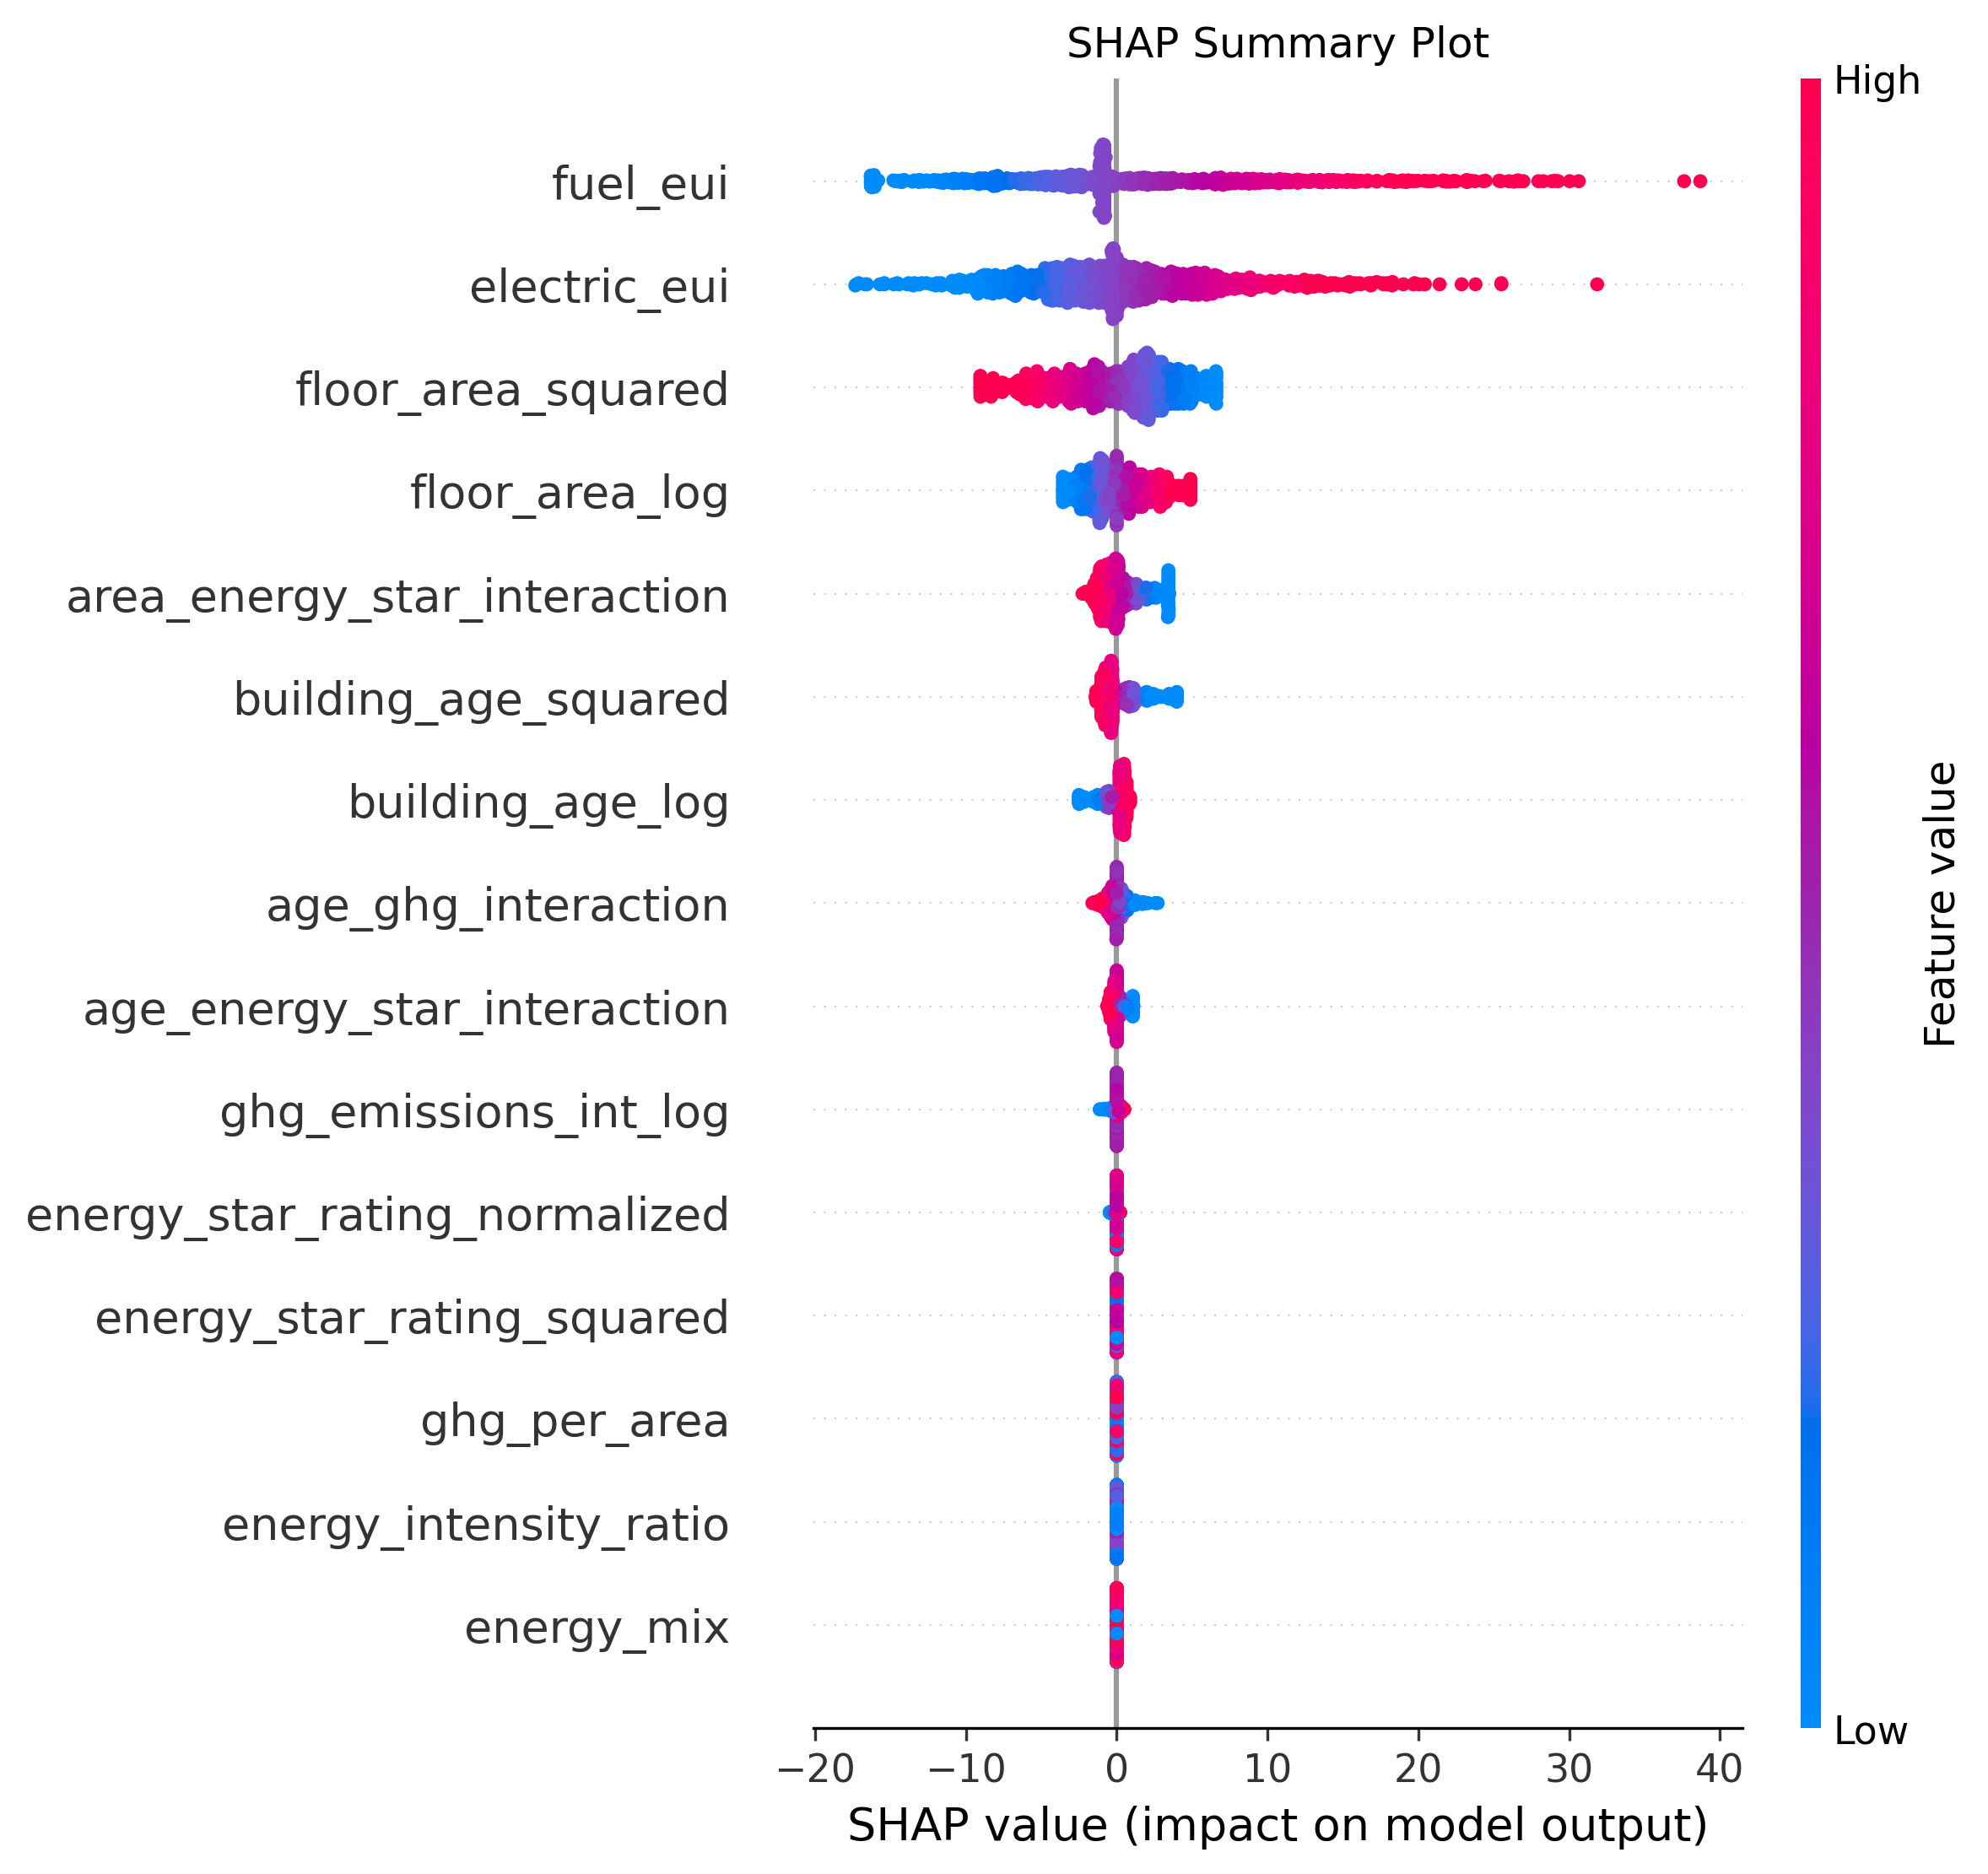 SHAP Summary Plot
High
fuel_eui
electric_eui
floor_area_squared
floor_area_log
area_energy_star_interaction
building_age_squared
building_age_log
age_ghg_interaction
age_energy_star_interaction
ghg_emissions_int_log
energy_star_rating_normalized
energy_star_rating_squared
ghg_per_area
energy_intensity_ratio
energy_mix
Feature value
Low
−20 −10 0 10 20 30 40
SHAP value (impact on model output)